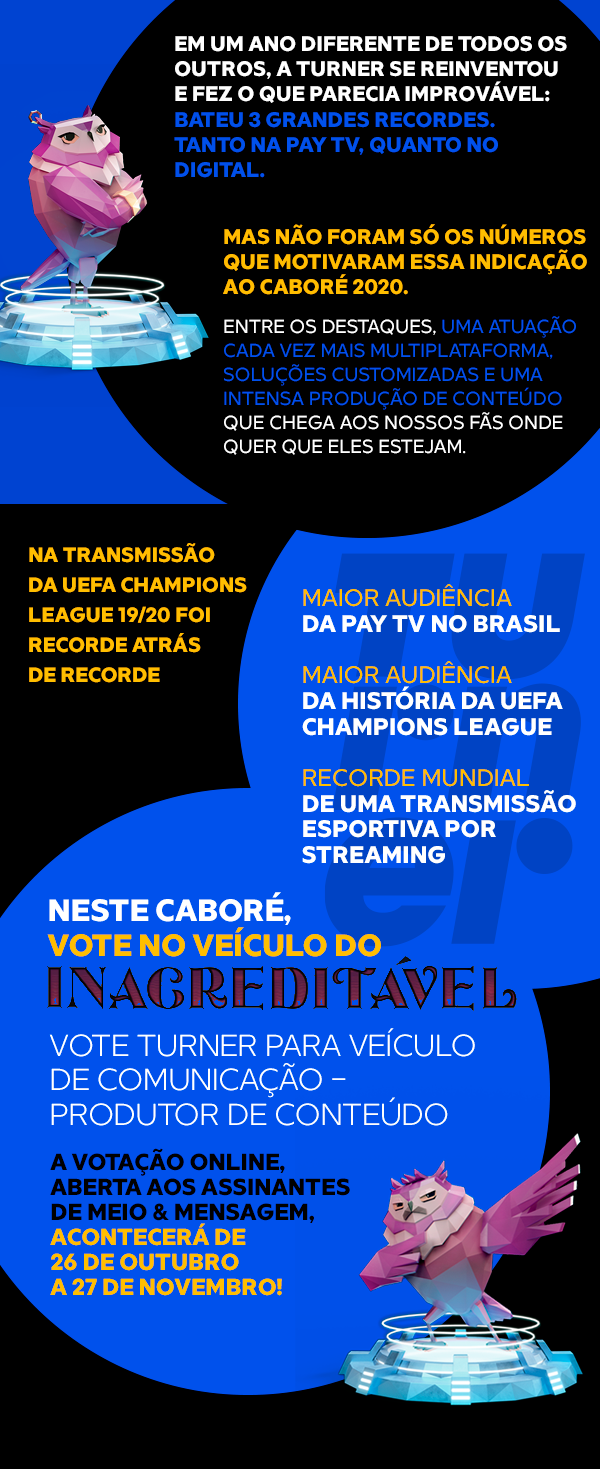 EM UM ANO DIFERENTE DE TODOS OS
OUTROS, A TURNER SE REINVENTOU
E FEZ O QUE PARECIA IMPROVÁVEL:
BATEU 3 GRANDES RECORDES.
TANTO NA PAY TV, QUANTO NO
DIGITAL.
MAS NÃO FORAM SÓ OS NÚMEROS
QUE MOTIVARAM ESSA INDICAÇÃO
AO CABORÉ 2020.
ENTRE OS DESTAQUES, UMA ATUAÇÃO
CADA VEZ MAIS MULTIPLATAFORMA,
SOLUÇÕES CUSTOMIZADAS E UMA
INTENSA PRODUÇÃO DE CONTEÚDO
QUE CHEGA AOS NOSSOS FÃS ONDE
QUER QUE ELES ESTEJAM.
NA TRANSMISSÃO
DA UEFA CHAMPIONS
LEAGUE 19/20 FOI
RECORDE ATRÁS
DE RECORDE
Tu
rn
er
MAIOR AUDIÊNCIA
DA PAY TV NO BRASIL
MAIOR AUDIÊNCIA
DA HISTÓRIA DA UEFA
CHAMPIONS LEAGUE
RECORDE MUNDIAL
DE UMA TRANSMISSÃO
ESPORTIVA POR
STREAMING
NESTE CABORÉ,
VOTE NO VEÍCULO DO
INACREDITÁVEL
VOTE TURNER PARA VEÍCULO
DE COMUNICAÇÃO –
PRODUTOR DE CONTEÚDO
A VOTAÇÃO ONLINE,
ABERTA AOS ASSINANTES
DE MEIO & MENSAGEM,
ACONTECERÁ DE
26 DE OUTUBRO
A 27 DE NOVEMBRO!